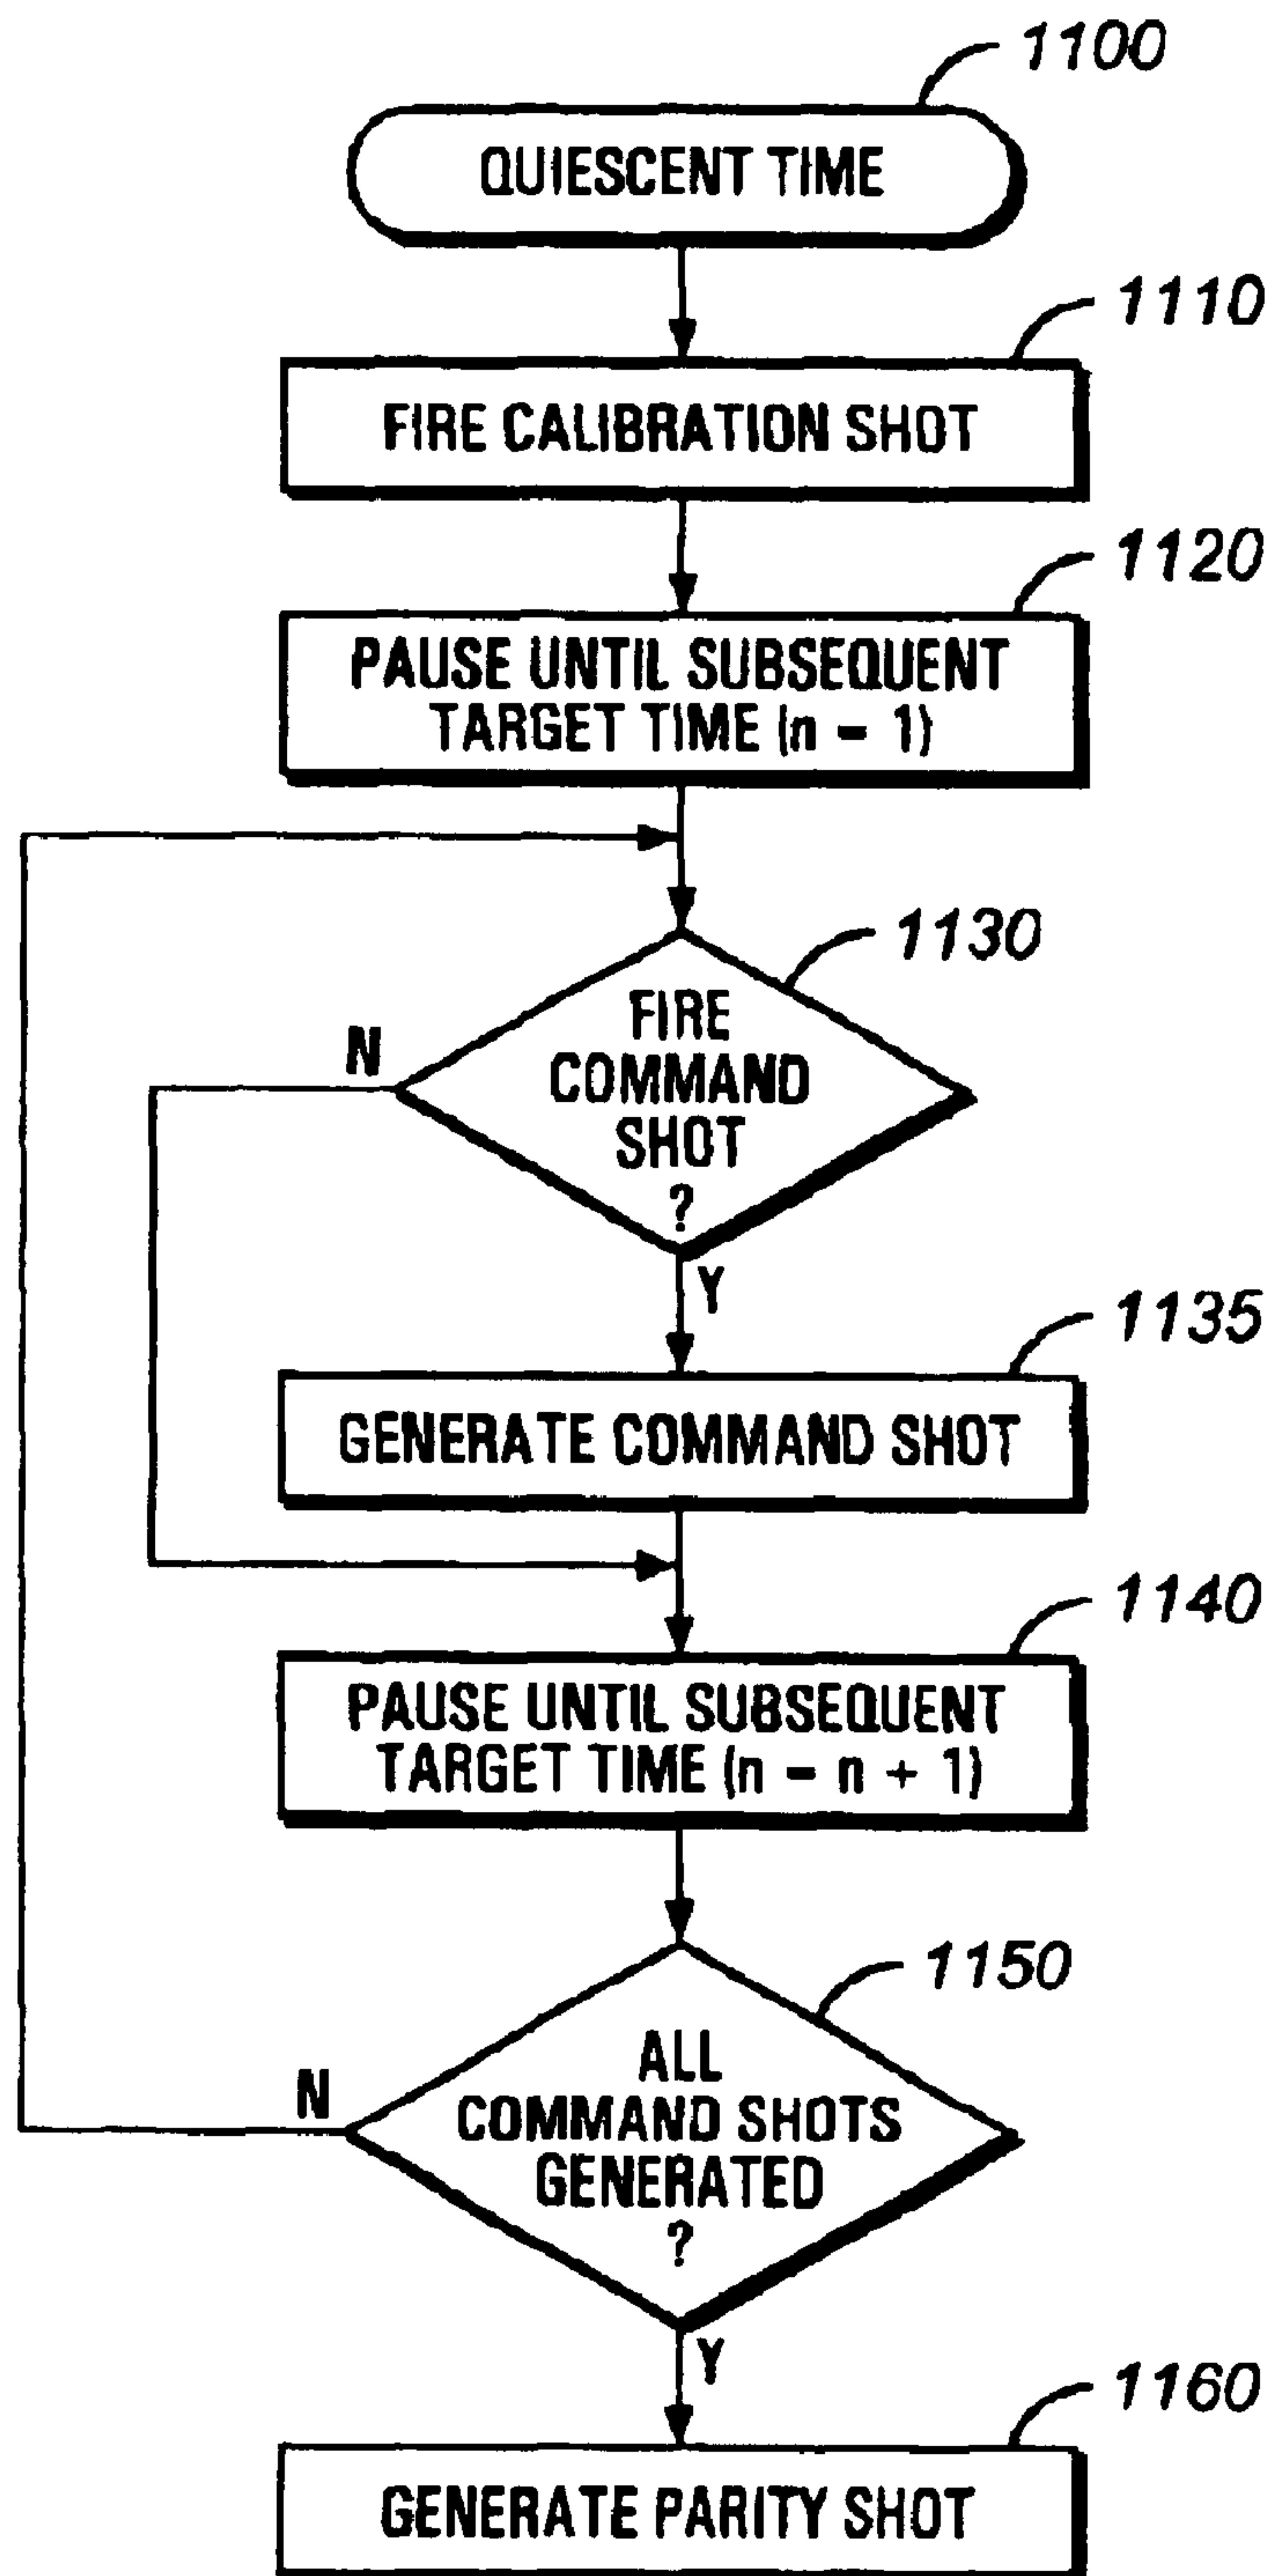 1100
QUIESCENT TIME
1110
FIRE CALIBRATION SHOT
1120
PAUSE UNTIL SUBSEQUENT
TARGET TIME (n - 1)
1130
N
FIRE
COMMAND
SHOT
?
Y
1135
GENERATE COMMAND SHOT
1140
PAUSE UNTIL SUBSEQUENT
TARGET TIME (n - n + 1)
1150
N
ALL
COMMAND SHOTS
GENERATED
?
Y
1160
GENERATE PARITY SHOT